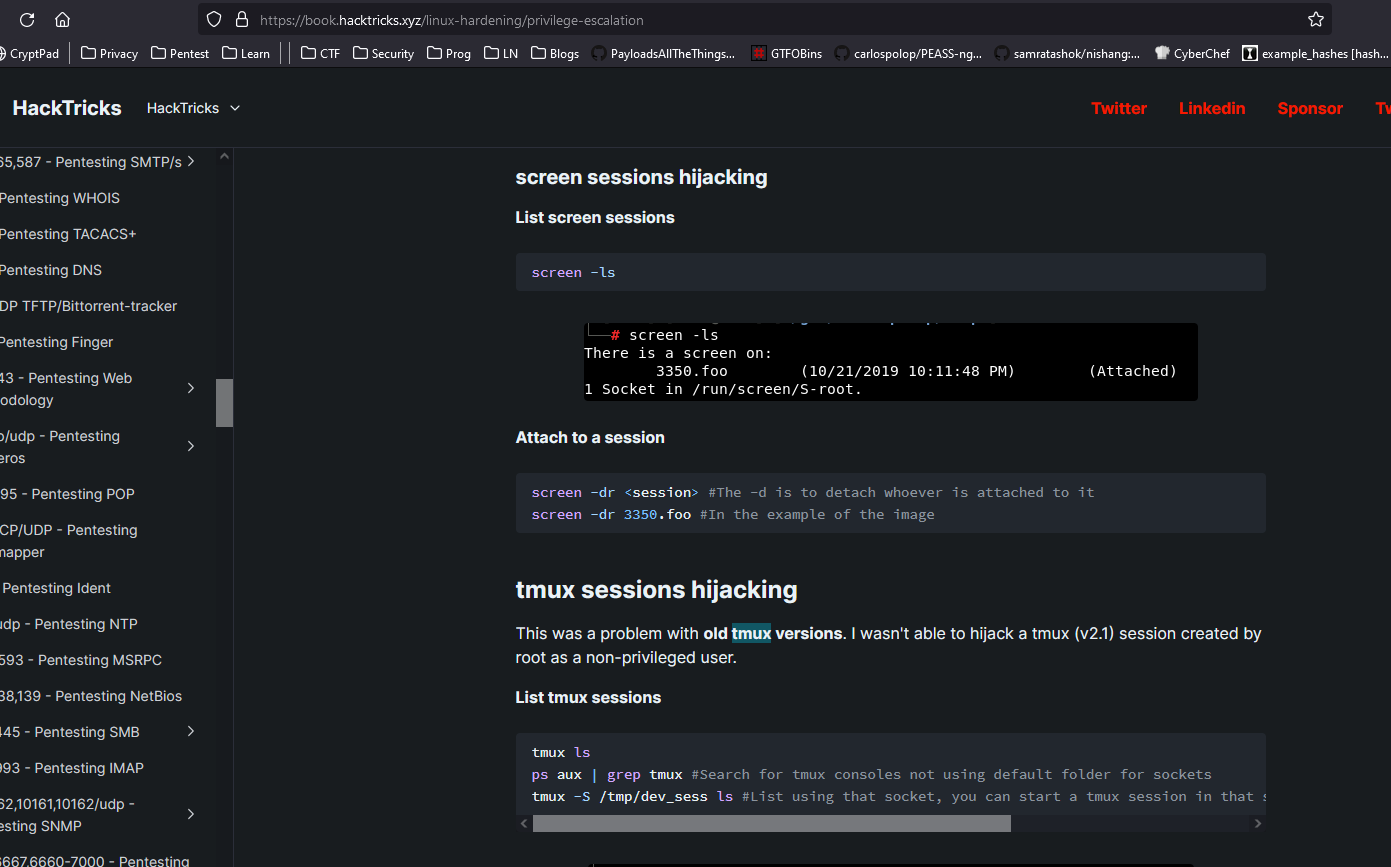 https://book.hacktricks.xyz/linux-hardening/privilege-escalation
CryptPad Privacy Pentest Learn CTF Security Prog LN Blogs PayloadsAllTheThings... GTFOBins carlospolop/PEASS-ng... samratashok/nishang:... CyberChef example_hashes [hash...
HackTricks HackTricks Twitter Linkedin Sponsor Tw
65,587 - Pentesting SMTP/s
Pentesting WHOIS
Pentesting TACACS+
Pentesting DNS
DP TFTP/Bittorrent-tracker
Pentesting Finger
43 - Pentesting Web
odology
p/udp - Pentesting
eros
95 - Pentesting POP
CP/UDP - Pentesting
mapper
Pentesting Ident
udp - Pentesting NTP
593 - Pentesting MSRPC
38,139 - Pentesting NetBios
445 - Pentesting SMB
993 - Pentesting IMAP
62,10161,10162/udp -
esting SNMP
6667,6660-7000 - Pentesting
screen sessions hijacking
List screen sessions
screen -ls
# screen -ls
There is a screen on:
3350.foo (10/21/2019 10:11:48 PM) (Attached)
1 Socket in /run/screen/S-root.
Attach to a session
screen -dr <session> #The -d is to detach whoever is attached to it
screen -dr 3350.foo #In the example of the image
tmux sessions hijacking
This was a problem with old tmux versions. I wasn't able to hijack a tmux (v2.1) session created by
root as a non-privileged user.
List tmux sessions
tmux ls
ps aux | grep tmux #Search for tmux consoles not using default folder for sockets
tmux -S /tmp/dev_sess ls #List using that socket, you can start a tmux session in that s